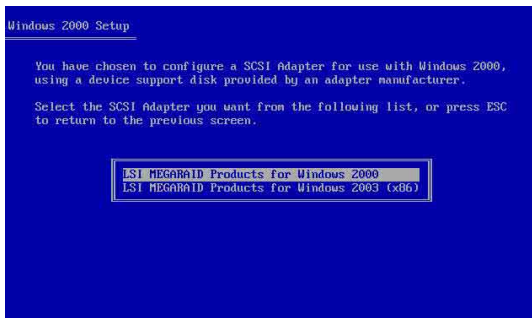 Windows 2000 Setup
You have chosen to configure a SCSI Adapter for use with Windows 2000,
using a device support disk provided by an adapter manufacturer.
Select the SCSI Adapter you want from the following list, or press ESC
to return to the previous screen.
LSI MEGARAID Products for Windows 2000
LSI MEGARAID Products for Windows 2003 (x86)